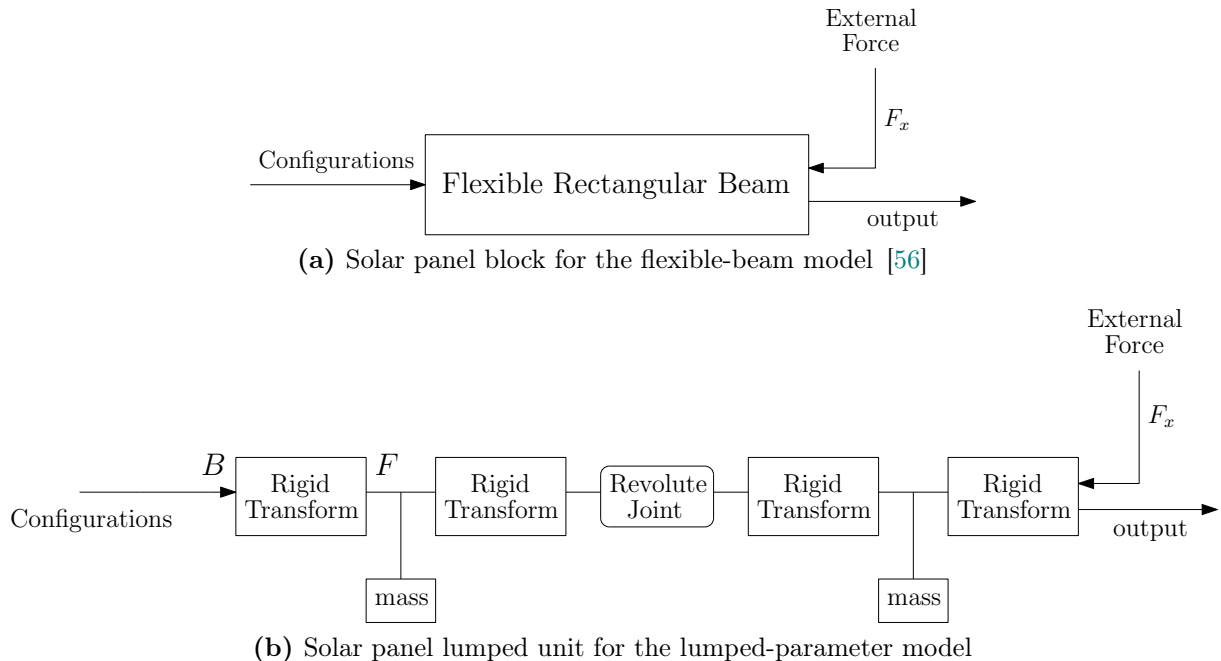 External
Force
F_x
Configurations
Flexible Rectangular Beam
output
(a) Solar panel block for the flexible-beam model [56]
External
Force
F_x
B
F
Rigid
Transform
Rigid
Transform
Revolute
Joint
Rigid
Transform
Rigid
Transform
Configurations
output
mass
mass
(b) Solar panel lumped unit for the lumped-parameter model